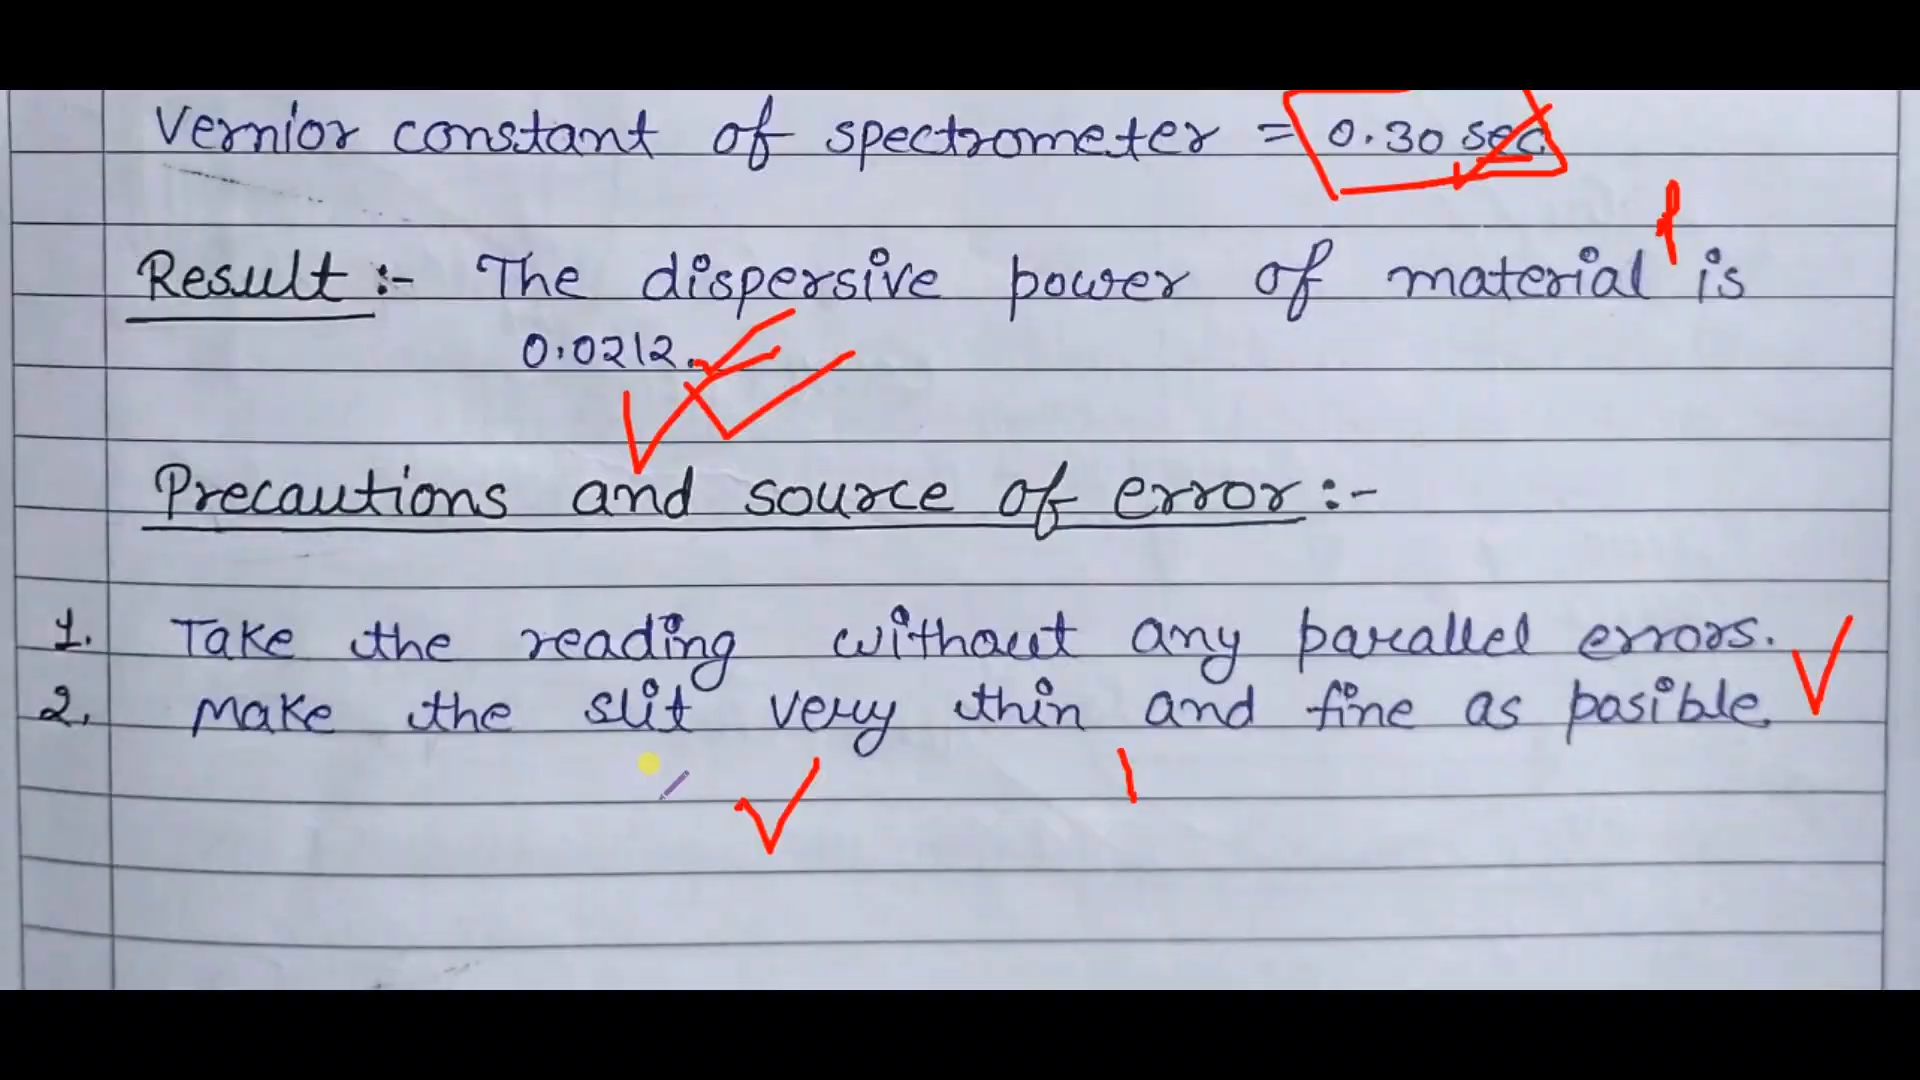 Vernior constant of spectrometer = 0.30 sec
Result :- The dispersive power of material is
0.0212.
Precautions and source of error :-
1. Take the reading without any parallel errors.
2. Make the slit very thin and fine as posible.